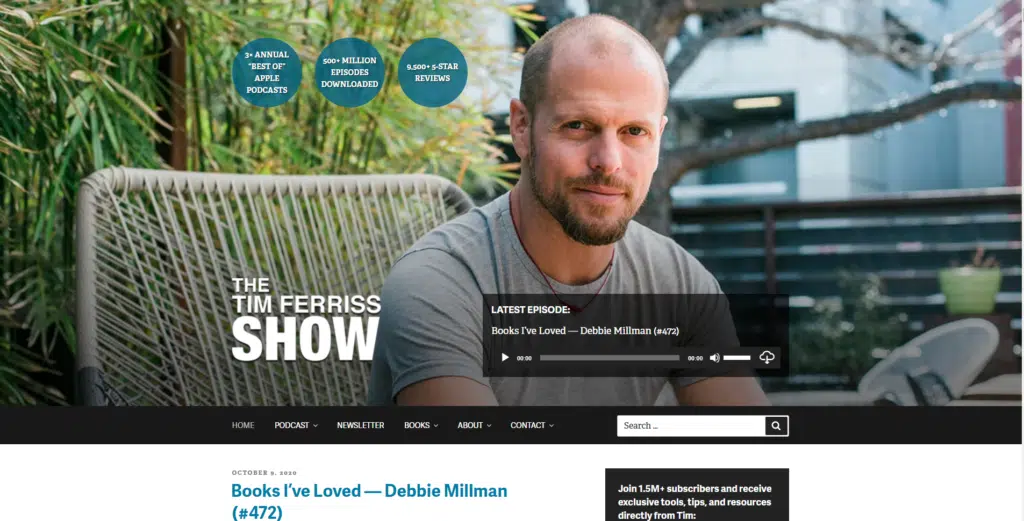 3+ ANNUAL
"BEST OF"
APPLE
PODCASTS
500+ MILLION
EPISODES
DOWNLOADED
9,500+ 5-STAR
REVIEWS
THE
TIM FERRISS
SHOW
LATEST EPISODE:
Books I've Loved — Debbie Millman (#472)
00:00
00:00
HOME PODCAST NEWSLETTER BOOKS ABOUT CONTACT Search ...
OCTOBER 9, 2020
Books I've Loved — Debbie Millman
(#472)
Join 1.5M+ subscribers and receive
exclusive tools, tips, and resources
directly from Tim: